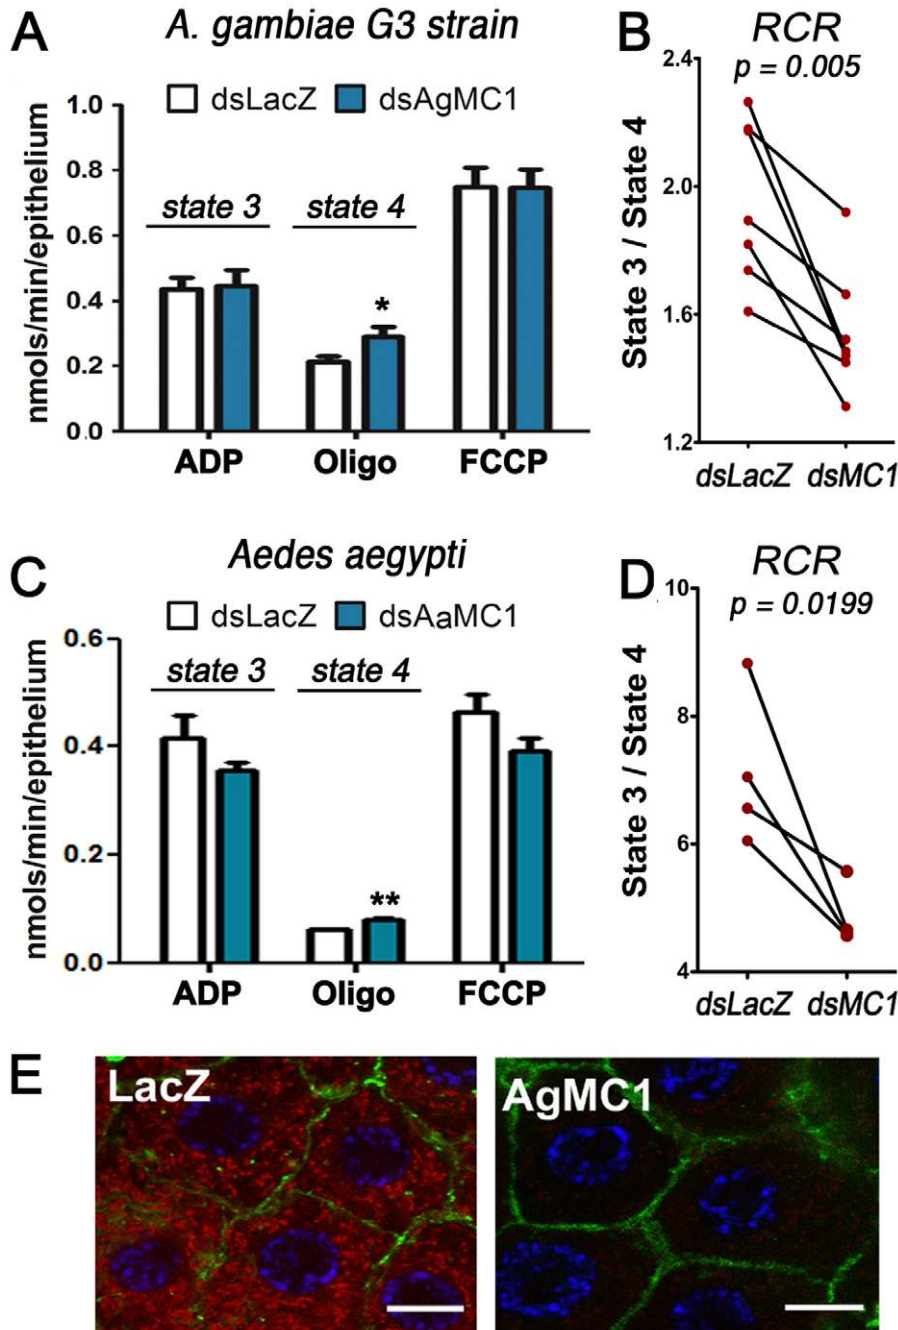 A
A. gambiae G3 strain
dsLacZ dsAgMC1
nmols/min/epithelium
1.0
0.8
0.6
0.4
0.2
0.0
state 3 state 4
*
ADP Oligo FCCP
B
RCR
p = 0.005
State 3 / State 4
2.4
2.0
1.6
1.2
dsLacZ dsMC1
C
Aedes aegypti
dsLacZ dsAaMC1
nmols/min/epithelium
0.6
0.4
0.2
0.0
state 3 state 4
**
ADP Oligo FCCP
D
RCR
p = 0.0199
State 3 / State 4
10
8
6
4
dsLacZ dsMC1
E
LacZ
AgMC1